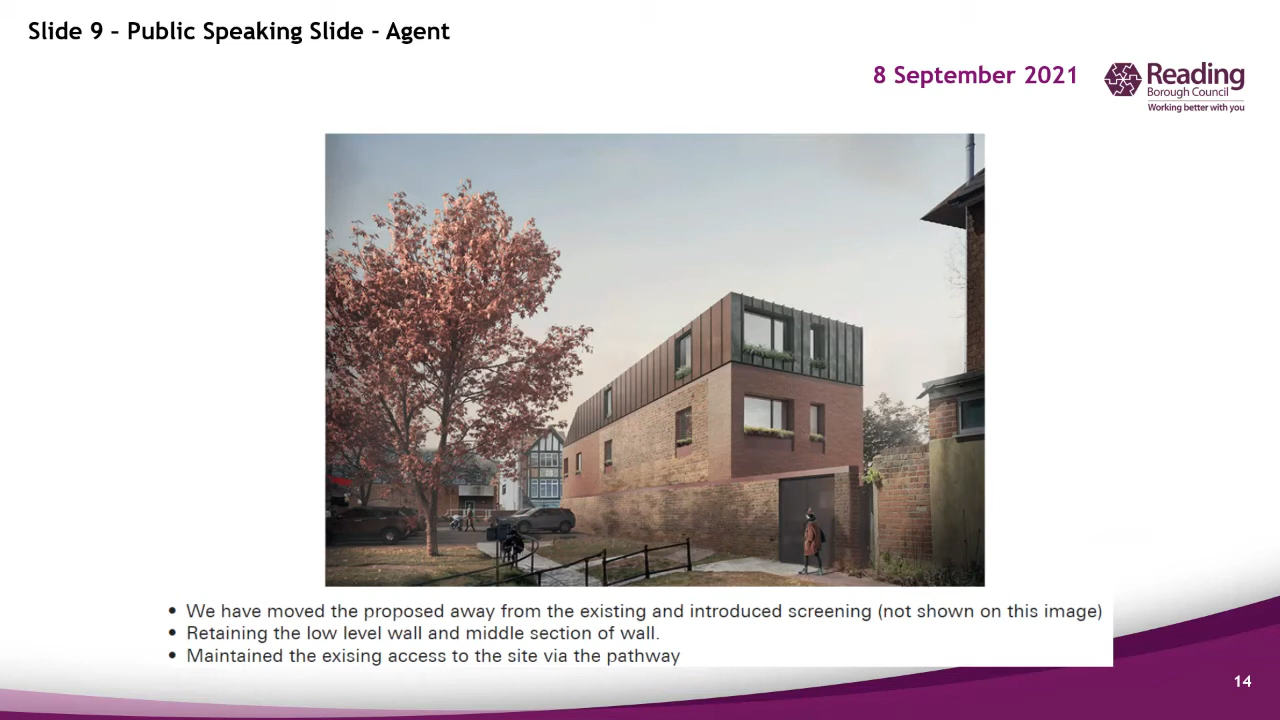 Slide 9 – Public Speaking Slide - Agent
8 September 2021
Reading
Borough Council
Working better with you
• We have moved the proposed away from the existing and introduced screening (not shown on this image)
• Retaining the low level wall and middle section of wall.
• Maintained the exising access to the site via the pathway
14